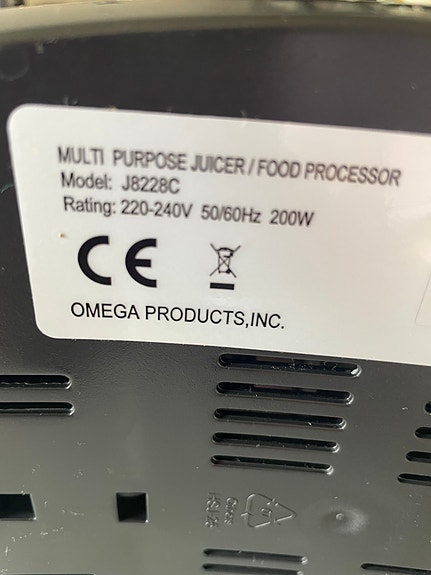 MULTI PURPOSE JUICER / FOOD PROCESSOR
Model: J8228C
Rating: 220-240V 50/60Hz 200W
CE
OMEGA PRODUCTS,INC.